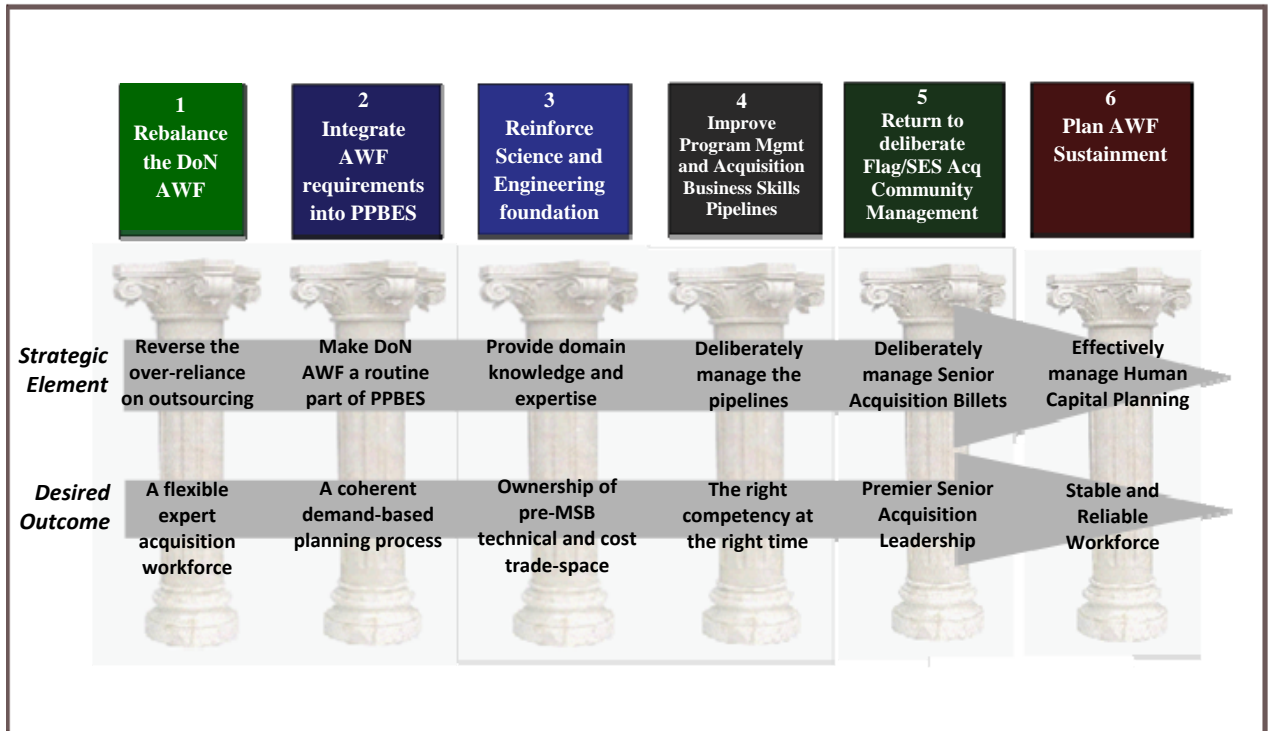 1
Rebalance
the DoN
AWF
2
Integrate
AWF
requirements
into PPBES
3
Reinforce
Science and
Engineering
foundation
4
Improve
Program Mgmt
and Acquisition
Business Skills
Pipelines
5
Return to
deliberate
Flag/SES Acq
Community
Management
6
Plan AWF
Sustainment
Strategic
Element
Reverse the
over-reliance
on outsourcing
Make DoN
AWF a routine
part of PPBES
Provide domain
knowledge and
expertise
Deliberately
manage the
pipelines
Deliberately
manage Senior
Acquisition Billets
Effectively
manage Human
Capital Planning
Desired
Outcome
A flexible
expert
acquisition
workforce
A coherent
demand-based
planning process
Ownership of
pre-MSB
technical and cost
trade-space
The right
competency at
the right time
Premier Senior
Acquisition
Leadership
Stable and
Reliable
Workforce